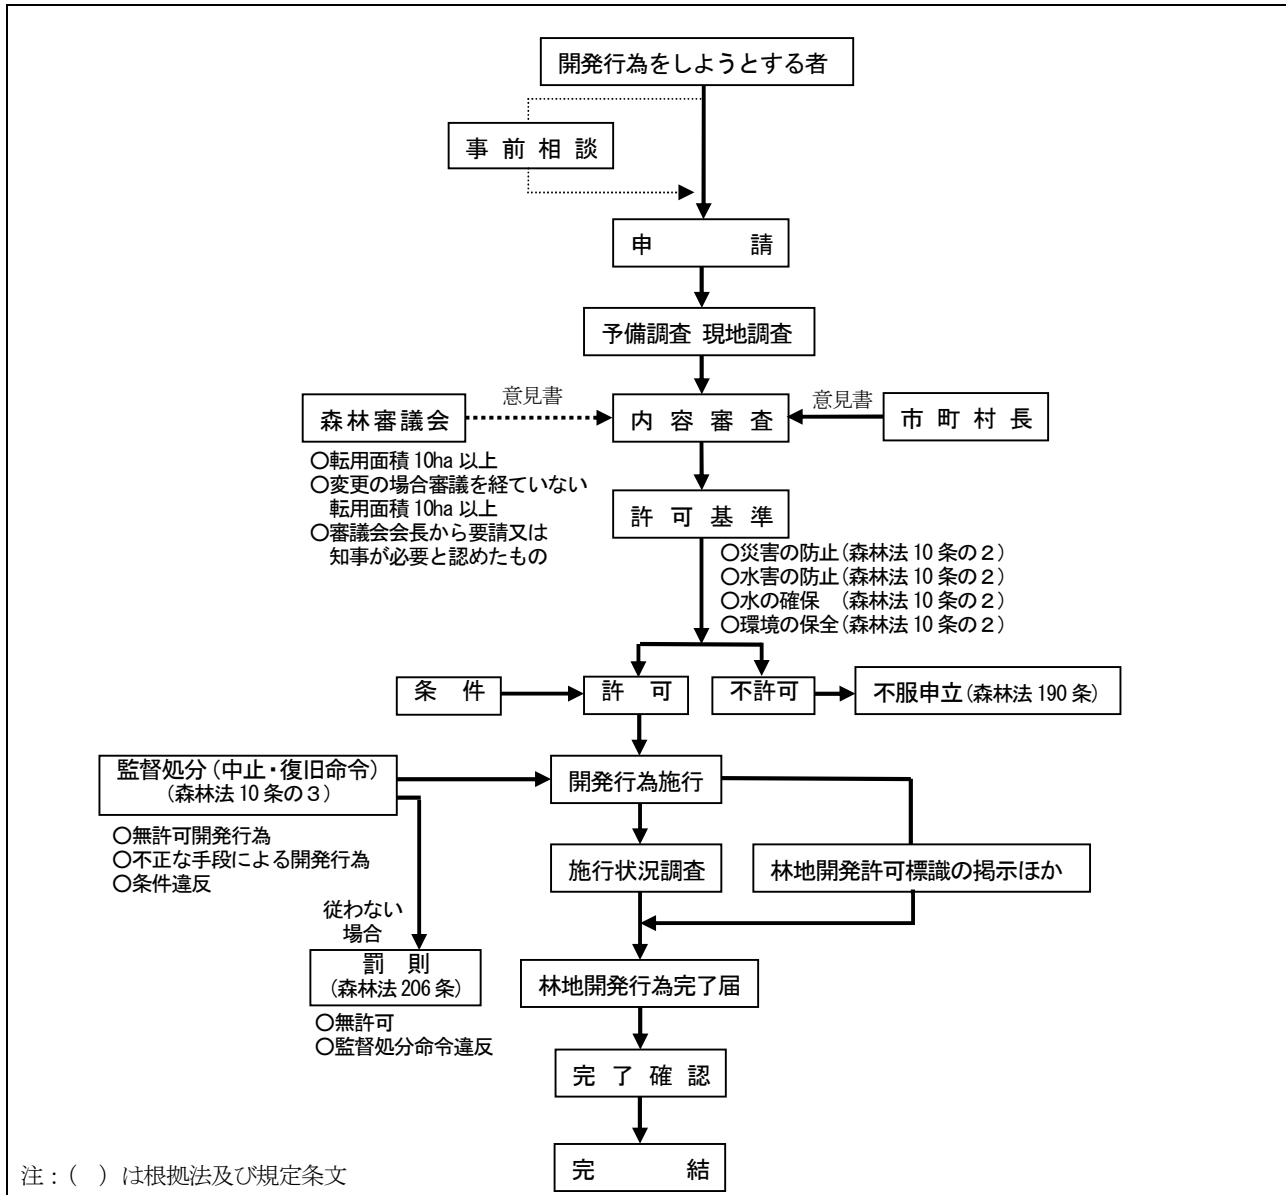 開発行為をしようとする者
事前相談
申請
予備調査 現地調査
意見書
意見書
森林審議会
内容審査
市町村長
○転用面積 10ha 以上
○変更の場合審議を経ていない
転用面積 10ha 以上
○審議会会長から要請又は
知事が必要と認めたもの
許可基準
○災害の防止(森林法 10 条の２)
○水害の防止(森林法 10 条の２)
○水の確保 (森林法 10 条の２)
○環境の保全(森林法 10 条の２)
条件
許可
不許可
不服申立(森林法 190 条)
監督処分(中止・復旧命令)
(森林法 10 条の３)
開発行為施行
○無許可開発行為
○不正な手段による開発行為
○条件違反
施行状況調査
林地開発許可標識の掲示ほか
従わない
場合
罰則
(森林法 206 条)
林地開発行為完了届
○無許可
○監督処分命令違反
完了確認
完結
注：( ) は根拠法及び規定条文